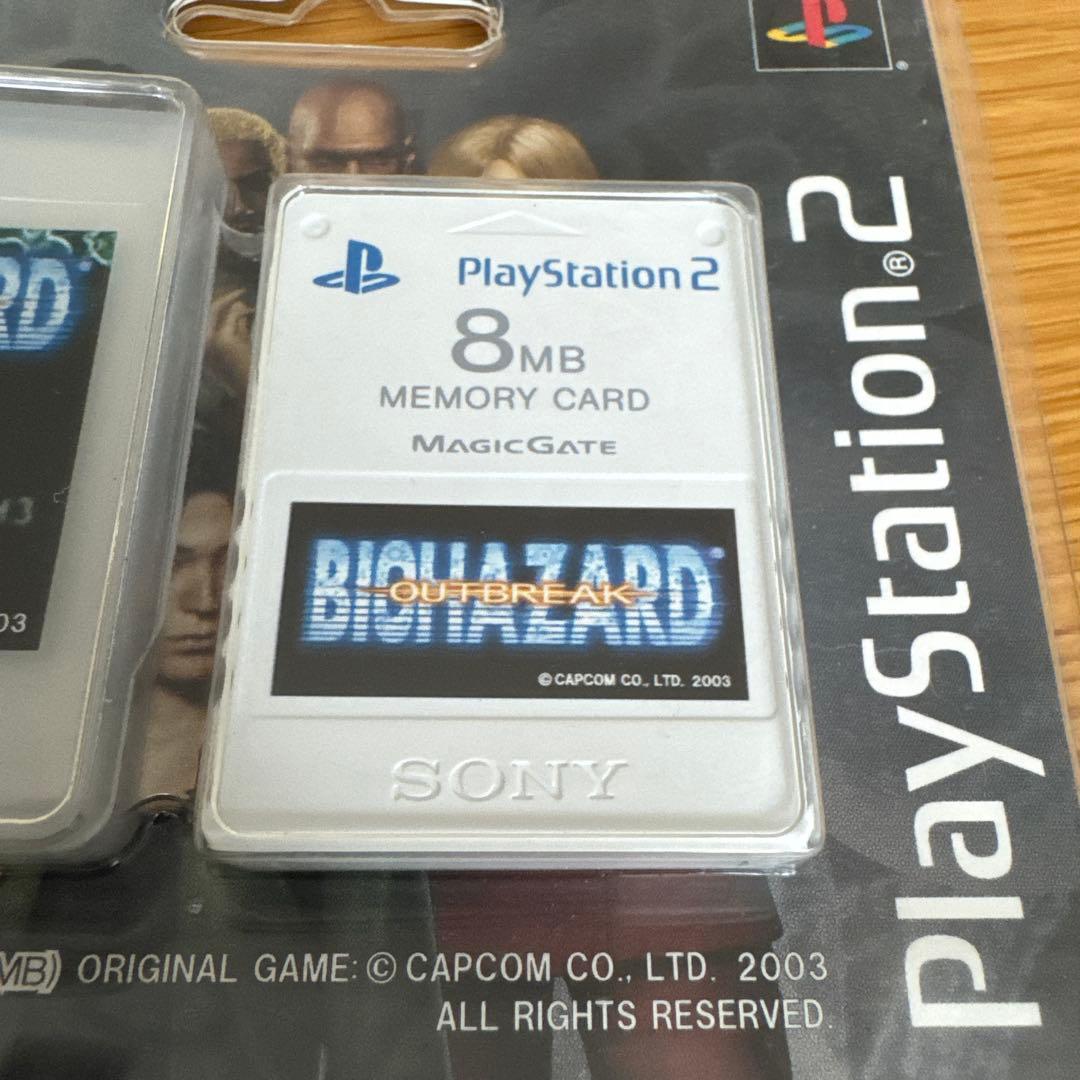 PlayStation 2
8MB
MEMORY CARD
MAGICGATE
BIOHAZARD
OUTBREAK
© CAPCOM CO., LTD. 2003
SONY
RD
03
PlayStation®2
MB) ORIGINAL GAME: © CAPCOM CO., LTD. 2003
ALL RIGHTS RESERVED.